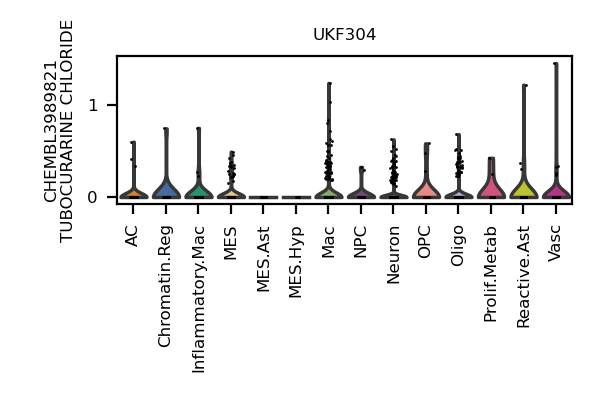 UKF304
CHEMBL3989821
TUBOCURARINE CHLORIDE
1
0
AC
Chromatin.Reg
Inflammatory.Mac
MES
MES.Ast
MES.Hyp
Mac
NPC
Neuron
OPC
Oligo
Prolif.Metab
Reactive.Ast
Vasc